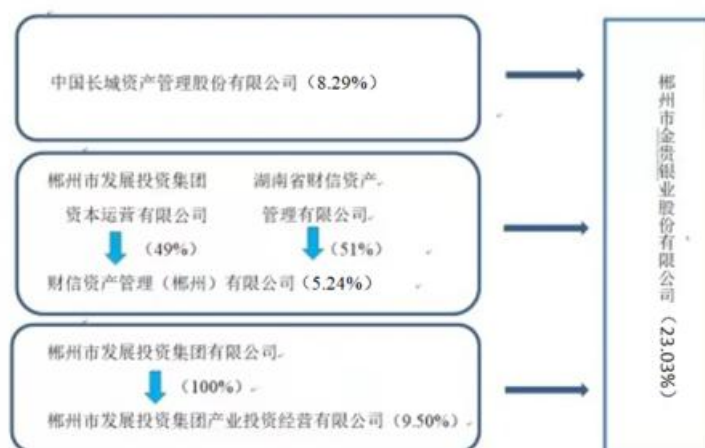 中国长城资产管理股份有限公司（8.29%）
郴州市发展投资集团 湖南省财信资产
资本运营有限公司 管理有限公司
（49%） （51%）
财信资产管理（郴州）有限公司（5.24%）
郴州市发展投资集团有限公司
（100%）
郴州市发展投资集团产业投资经营有限公司（9.50%）
郴州市金贵银业股份有限公司（23.03%）